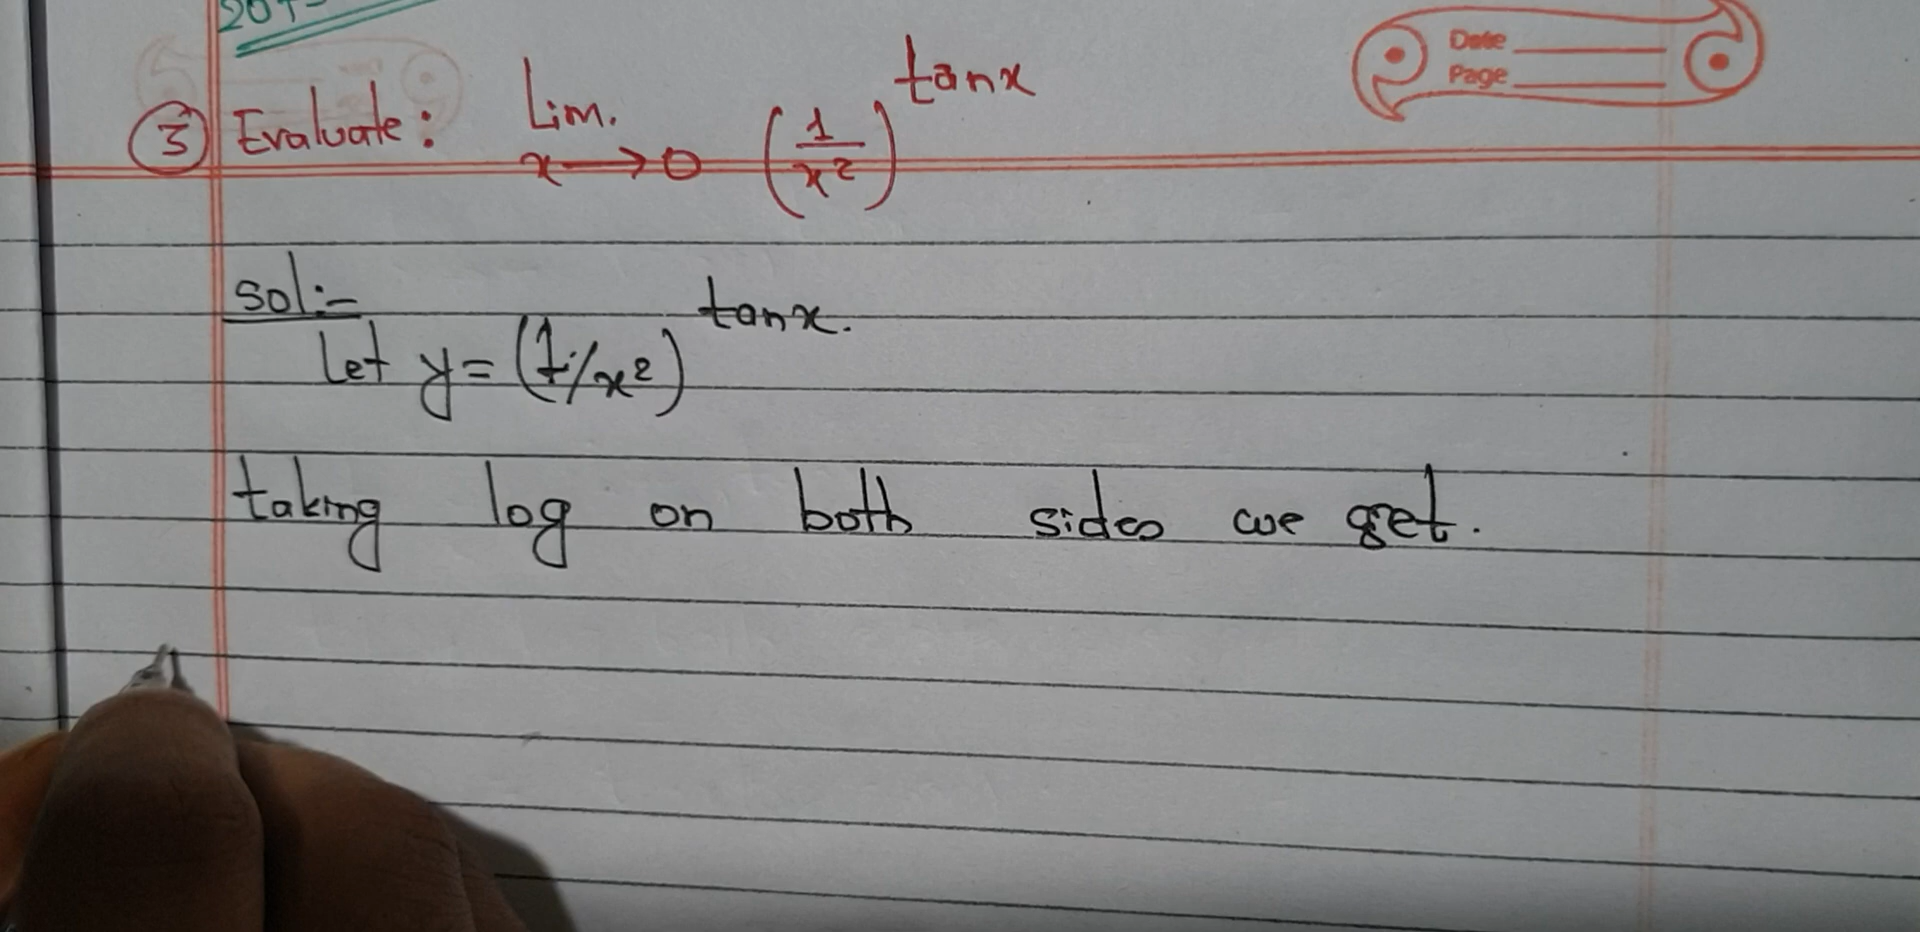 Date
Page
③ Evaluate: Lim. x→0 (1/x²)^tanx
sol:-
Let y = (1/x²)^tanx.
taking log on both sides we get.